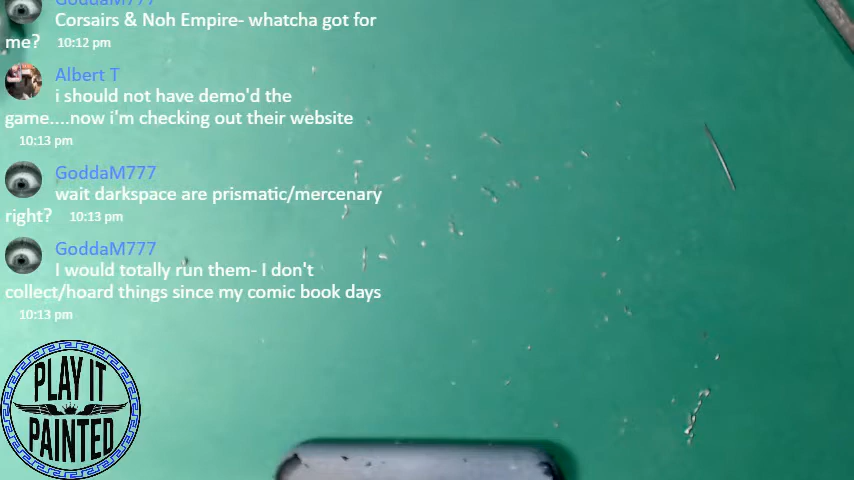 GoddaM777
Corsairs & Noh Empire- whatcha got for
me? 10:12 pm
Albert T
i should not have demo'd the
game....now i'm checking out their website
10:13 pm
GoddaM777
wait darkspace are prismatic/mercenary
right? 10:13 pm
GoddaM777
I would totally run them- I don't
collect/hoard things since my comic book days
10:13 pm
PLAY IT
PAINTED